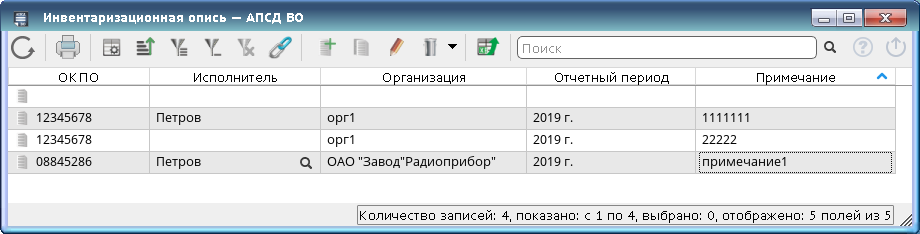 Инвентаризационная опись — АПСД ВО
Поиск
ОКПО Исполнитель Организация Отчетный период Примечание
12345678 Петров орг1 2019 г. 1111111
12345678 орг1 2019 г. 22222
08845286 Петров ОАО "Завод"Радиоприбор" 2019 г. примечание1
Количество записей: 4, показано: с 1 по 4, выбрано: 0, отображено: 5 полей из 5